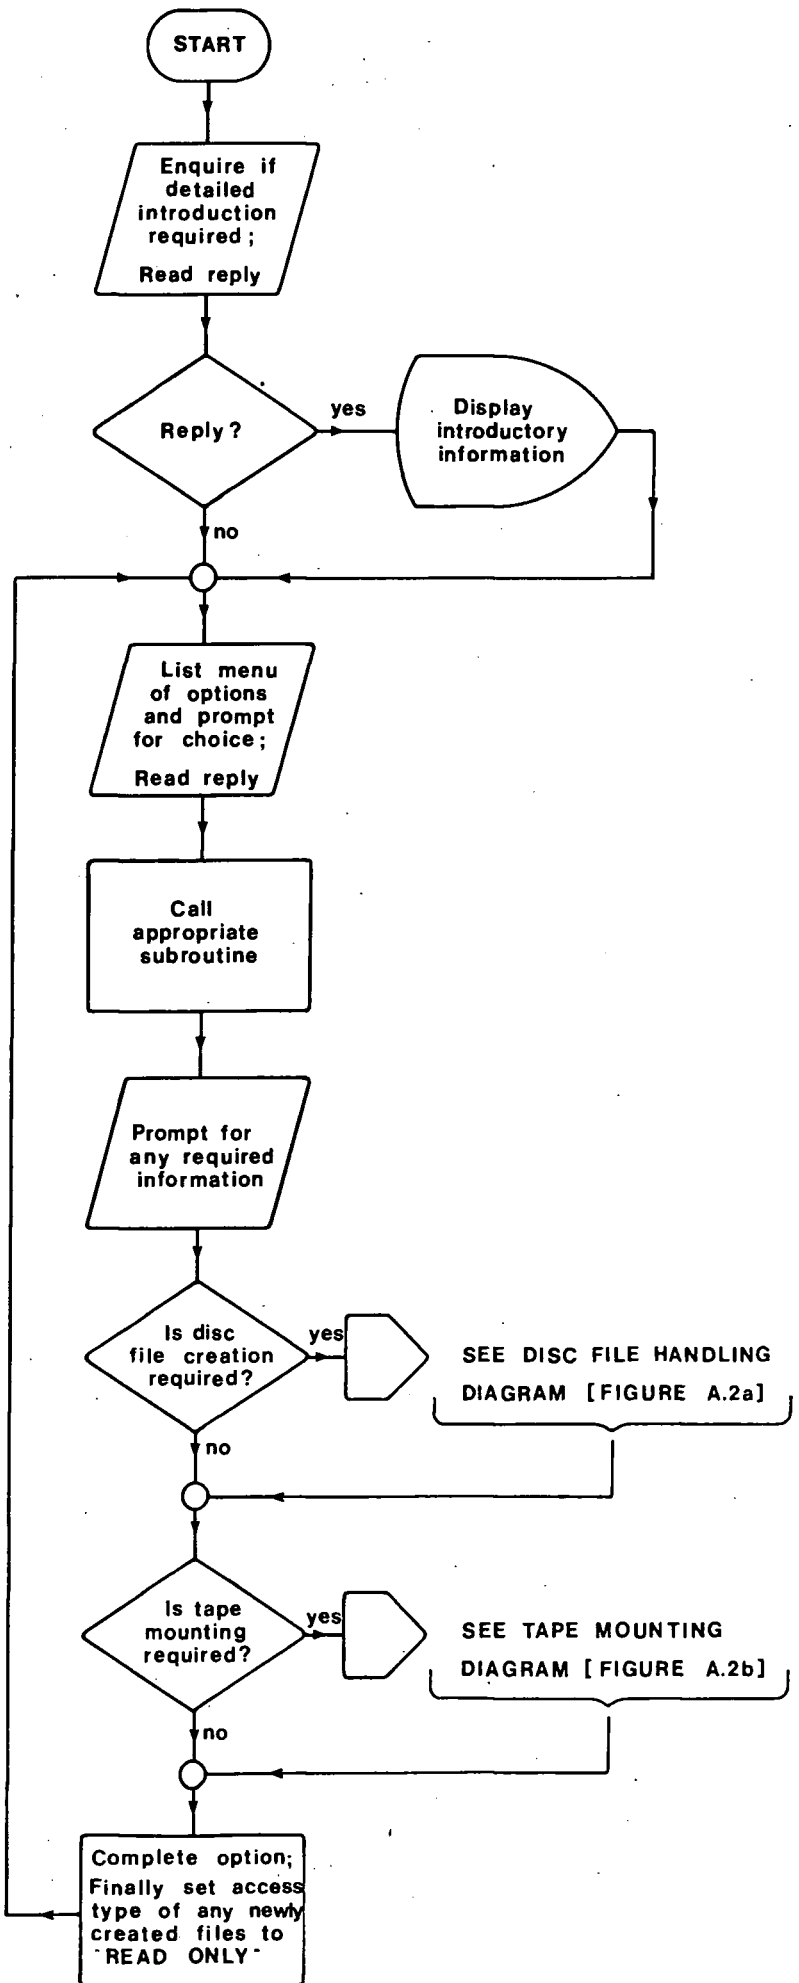 START
Enquire if
detailed
introduction
required;
Read reply
Reply?
yes
Display
introductory
information
no
List menu
of options
and prompt
for choice;
Read reply
Call
appropriate
subroutine
Prompt for
any required
information
Is disc
file creation
required?
yes
SEE DISC FILE HANDLING
DIAGRAM [FIGURE A.2a]
no
Is tape
mounting
required?
yes
SEE TAPE MOUNTING
DIAGRAM [FIGURE A.2b]
no
Complete option;
Finally set access
type of any newly
created files to
"READ ONLY"